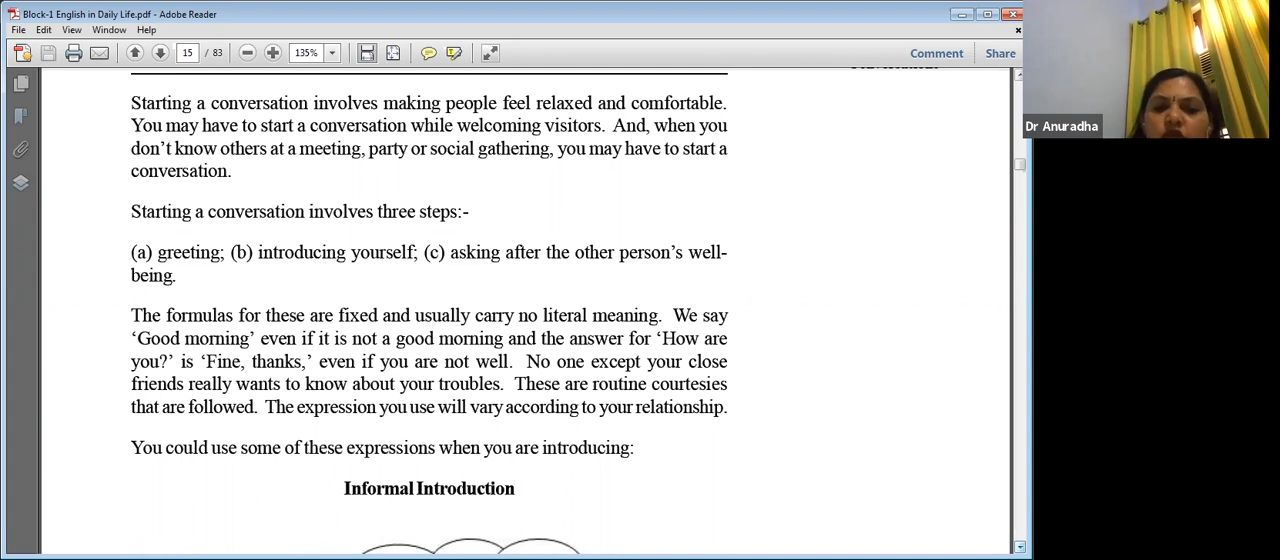 Block-1 English in Daily Life.pdf - Adobe Reader
File Edit View Window Help
15 / 83 135% Comment Share
Starting a conversation involves making people feel relaxed and comfortable.
You may have to start a conversation while welcoming visitors. And, when you
don't know others at a meeting, party or social gathering, you may have to start a
conversation.
Starting a conversation involves three steps:-
(a) greeting; (b) introducing yourself; (c) asking after the other person's well-
being.
The formulas for these are fixed and usually carry no literal meaning. We say
‘Good morning’ even if it is not a good morning and the answer for ‘How are
you?’ is ‘Fine, thanks,’ even if you are not well. No one except your close
friends really wants to know about your troubles. These are routine courtesies
that are followed. The expression you use will vary according to your relationship.
You could use some of these expressions when you are introducing:
Informal Introduction
Dr Anuradha